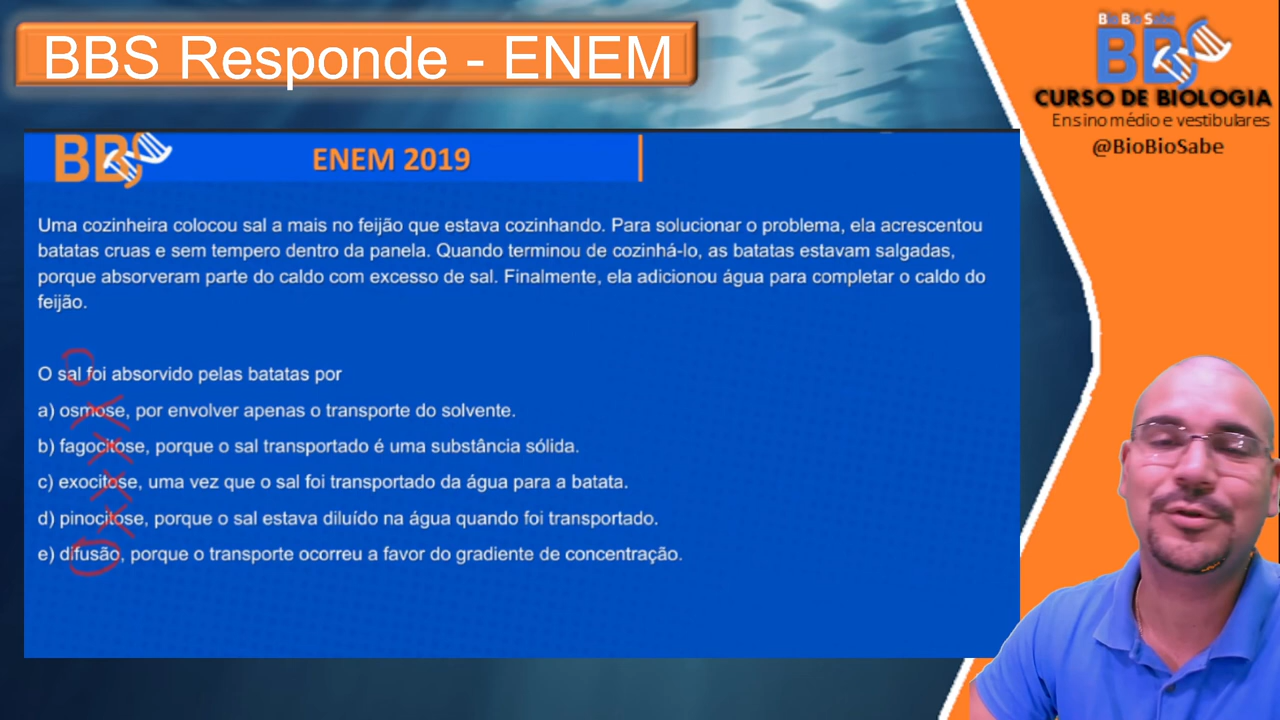 BBS Responde - ENEM
Bio Bio Sabe
BBS
CURSO DE BIOLOGIA
Ensino médio e vestibulares
@BioBioSabe
BBS
ENEM 2019
Uma cozinheira colocou sal a mais no feijão que estava cozinhando. Para solucionar o problema, ela acrescentou
batatas cruas e sem tempero dentro da panela. Quando terminou de cozinhá-lo, as batatas estavam salgadas,
porque absorveram parte do caldo com excesso de sal. Finalmente, ela adicionou água para completar o caldo do
feijão.
O sal foi absorvido pelas batatas por
a) osmose, por envolver apenas o transporte do solvente.
b) fagocitose, porque o sal transportado é uma substância sólida.
c) exocitose, uma vez que o sal foi transportado da água para a batata.
d) pinocitose, porque o sal estava diluído na água quando foi transportado.
e) difusão, porque o transporte ocorreu a favor do gradiente de concentração.